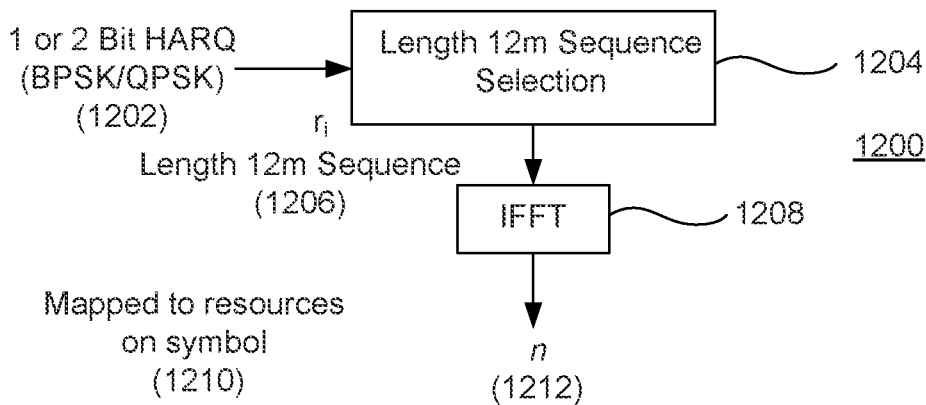 1 or 2 Bit HARQ
(BPSK/QPSK)
(1202)
Length 12m Sequence
Selection
1204
1200
rᵢ
Length 12m Sequence
(1206)
IFFT
1208
Mapped to resources
on symbol
(1210)
n
(1212)